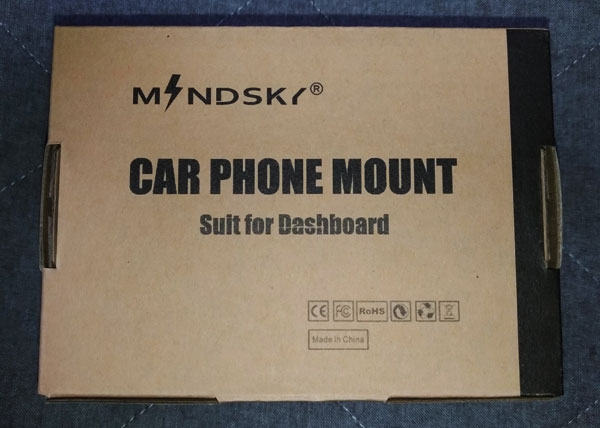 MINDSKY®
CAR PHONE MOUNT
Suit for Dashboard
CE FC RoHS
Made In China